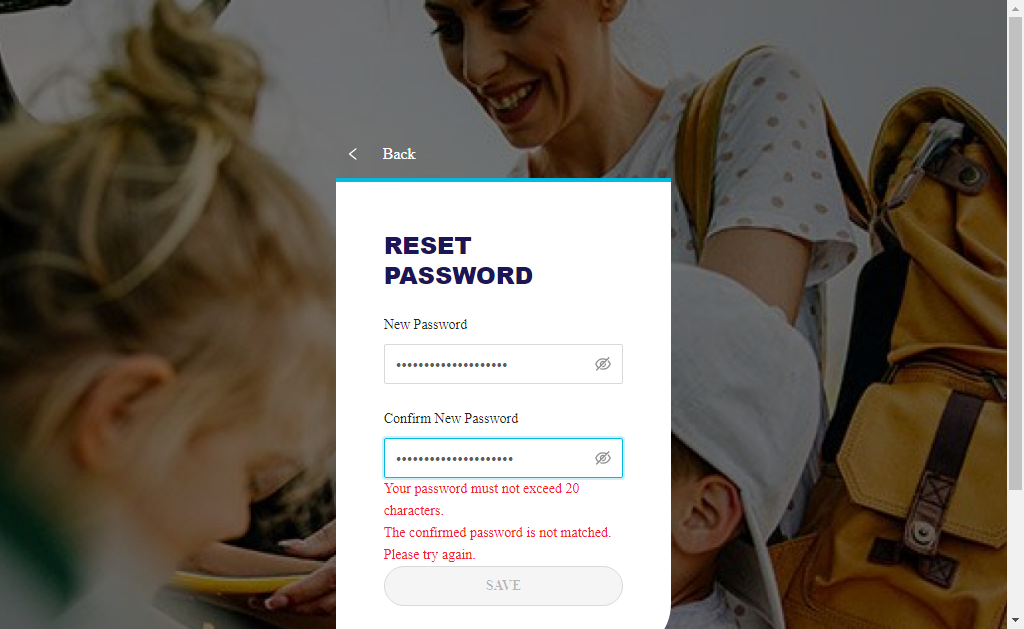 Back
RESET
PASSWORD
New Password
••••••••••••••••••••
Confirm New Password
•••••••••••••••••••••
Your password must not exceed 20
characters.
The confirmed password is not matched.
Please try again.
SAVE